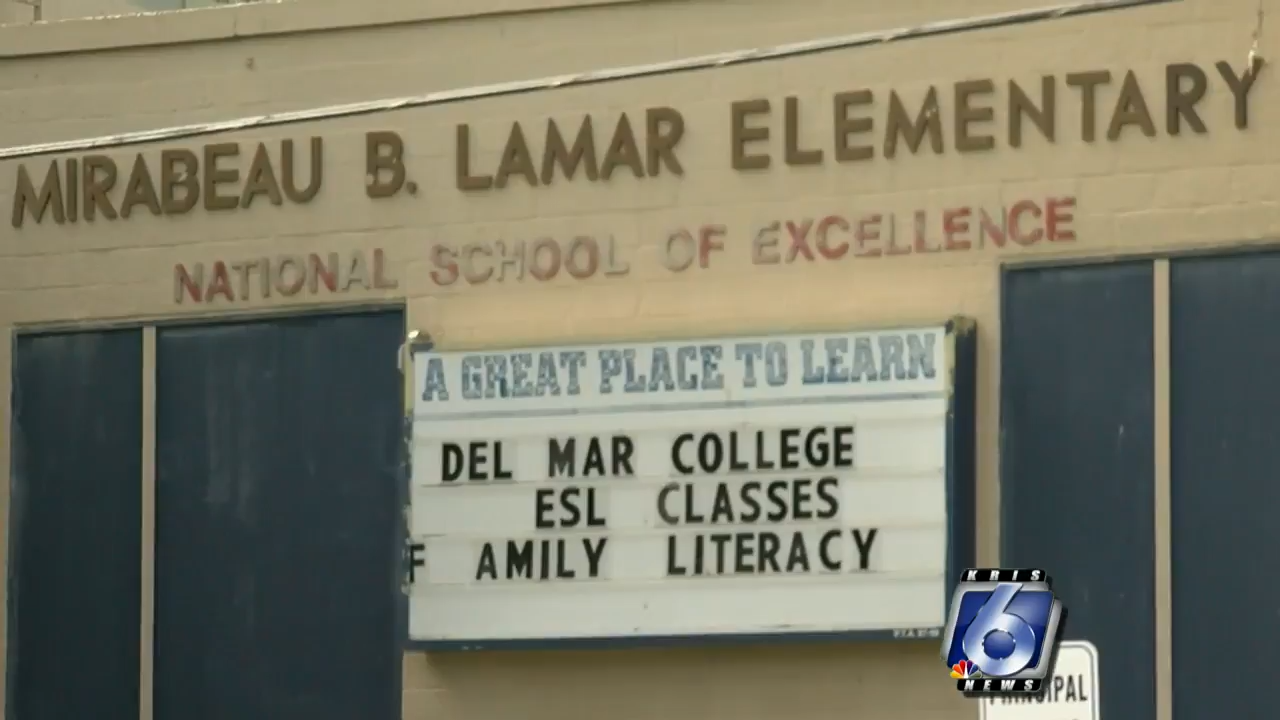 MIRABEAU B. LAMAR ELEMENTARY
NATIONAL SCHOOL OF EXCELLENCE
A GREAT PLACE TO LEARN
DEL MAR COLLEGE
ESL CLASSES
F AMILY LITERACY
KRIS
6
NEWS
PRINCIPAL